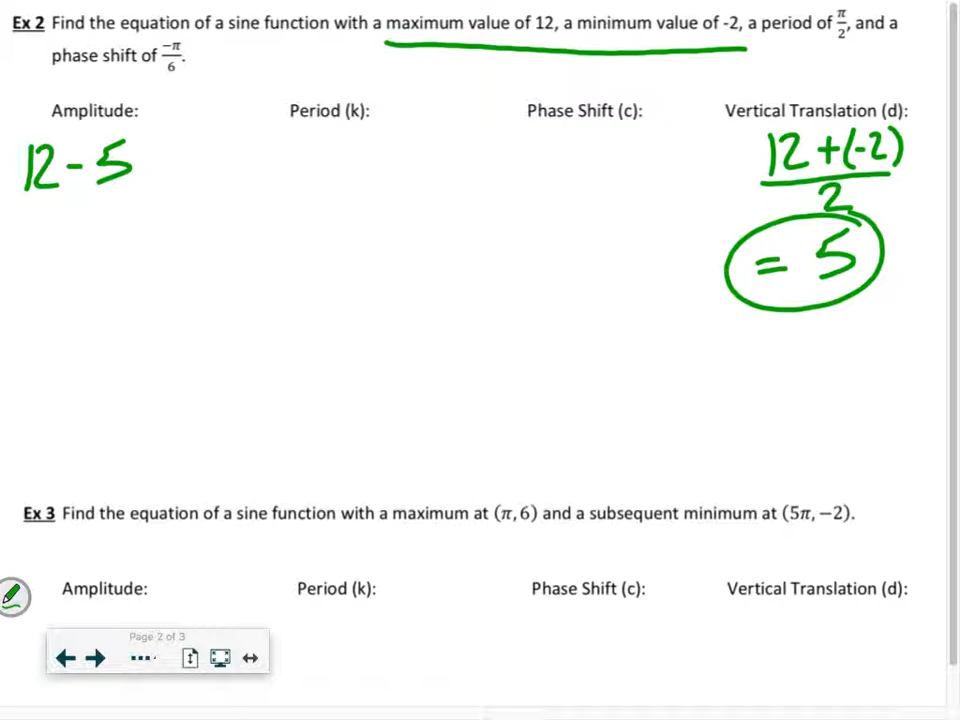 Ex 2 Find the equation of a sine function with a maximum value of 12, a minimum value of -2, a period of π/2, and a
phase shift of −π/6.
Amplitude: Period (k): Phase Shift (c): Vertical Translation (d):
12 - 5
12 + (-2)
2
= 5
Ex 3 Find the equation of a sine function with a maximum at (π, 6) and a subsequent minimum at (5π, −2).
Amplitude: Period (k): Phase Shift (c): Vertical Translation (d):
Page 2 of 3